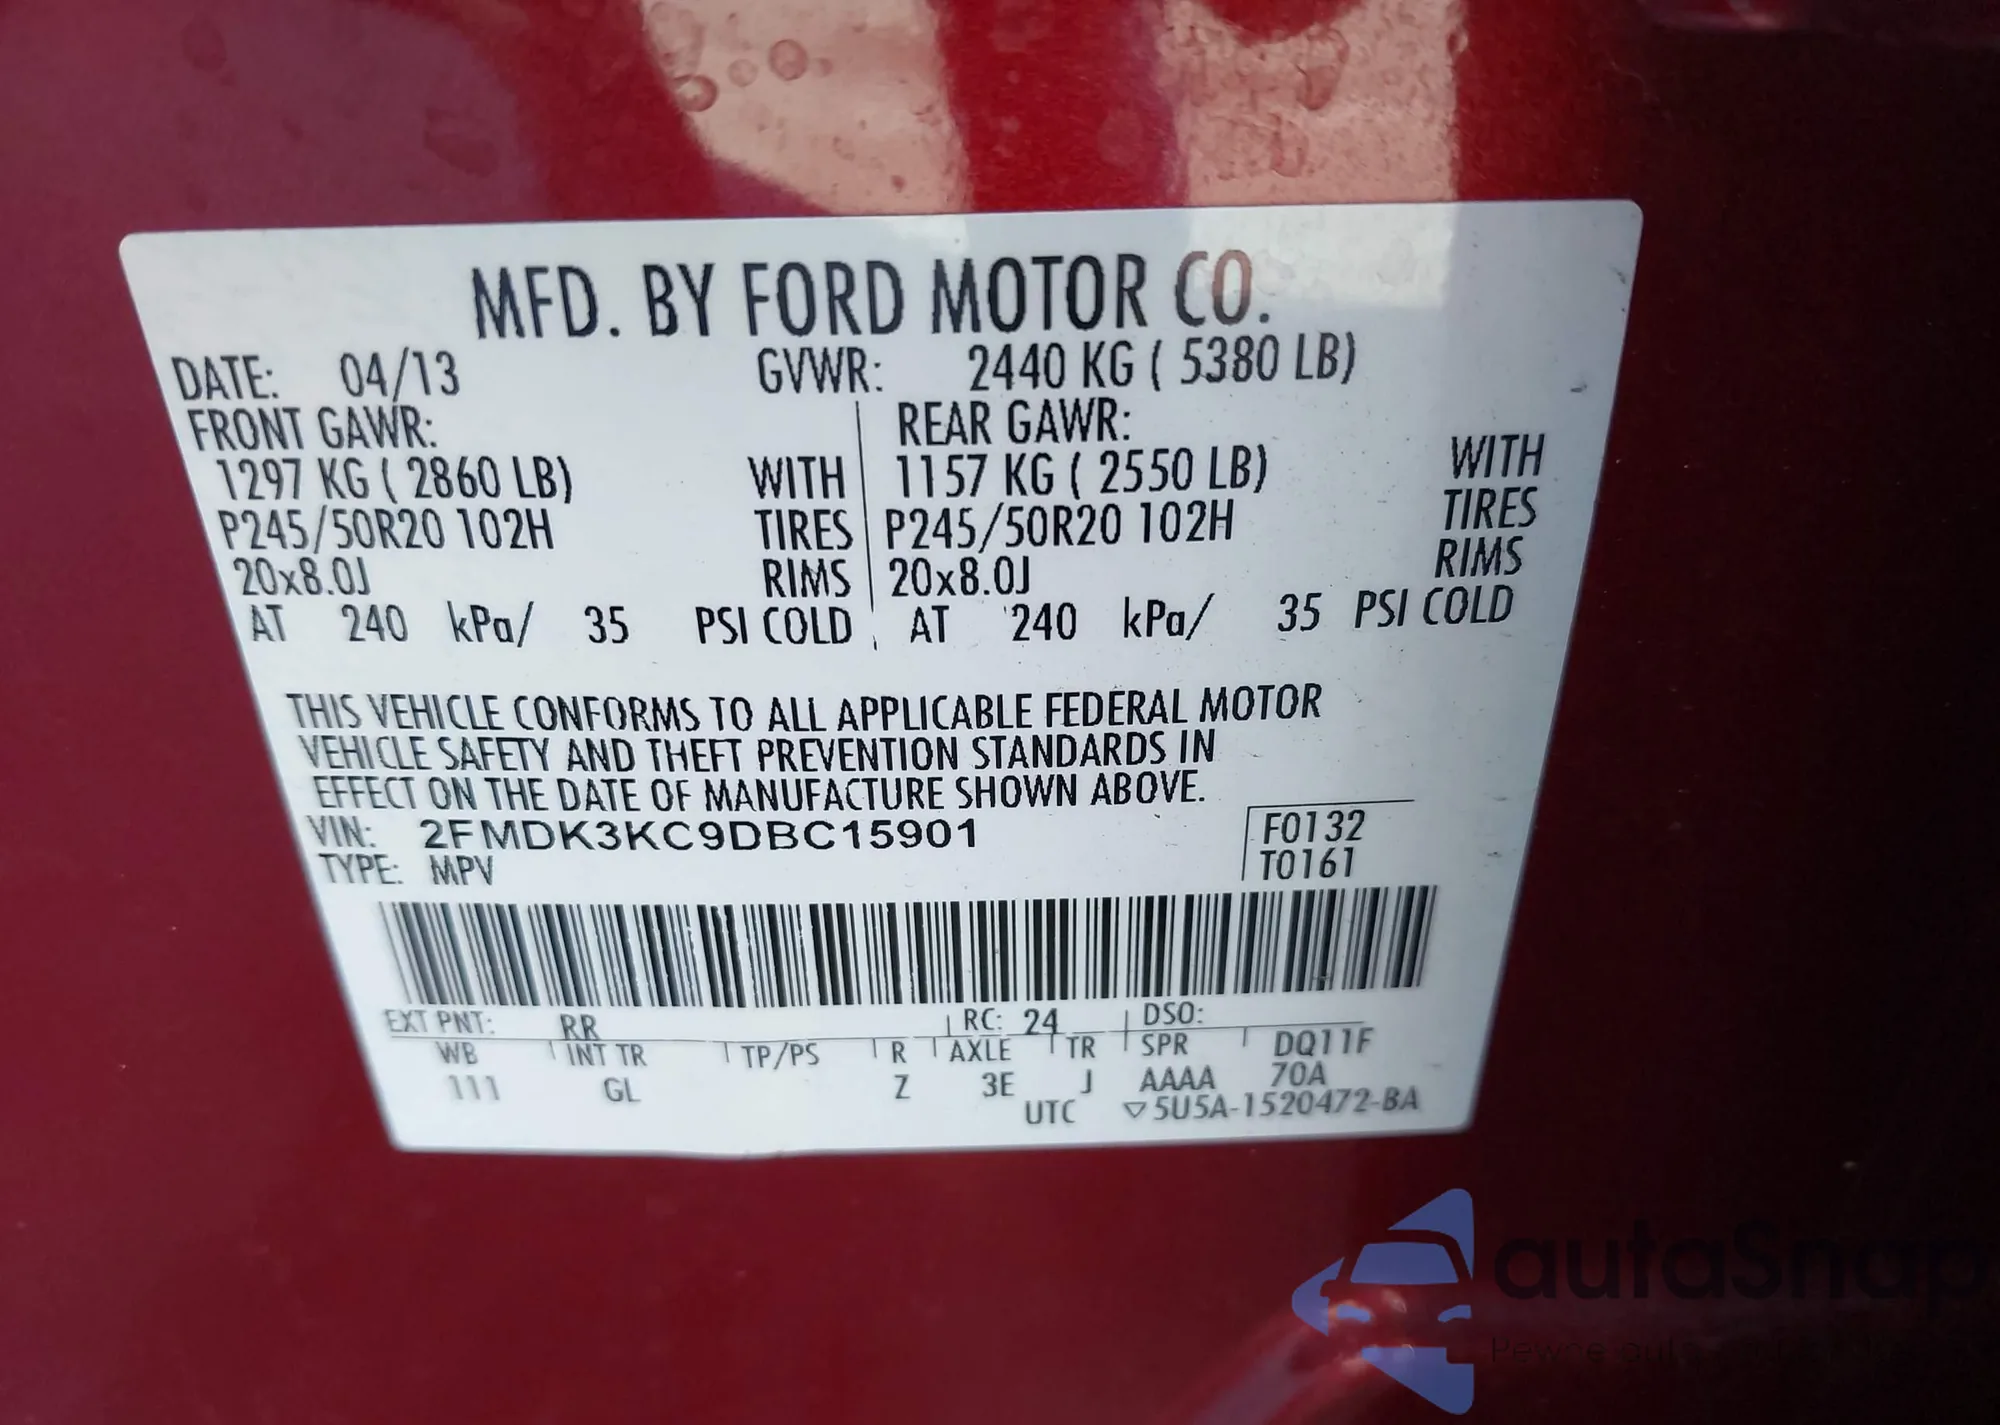 MFD. BY FORD MOTOR CO.
DATE: 04/13 GVWR: 2440 KG ( 5380 LB)
FRONT GAWR: REAR GAWR:
1297 KG ( 2860 LB) WITH 1157 KG ( 2550 LB) WITH
P245/50R20 102H TIRES P245/50R20 102H TIRES
20x8.0J RIMS 20x8.0J RIMS
AT 240 kPa/ 35 PSI COLD AT 240 kPa/ 35 PSI COLD
THIS VEHICLE CONFORMS TO ALL APPLICABLE FEDERAL MOTOR
VEHICLE SAFETY AND THEFT PREVENTION STANDARDS IN
EFFECT ON THE DATE OF MANUFACTURE SHOWN ABOVE.
VIN: 2FMDK3KC9DBC15901 F0132
TYPE: MPV T0161
EXT PNT: RR RC: 24 DSO:
WB INT TR TP/PS R AXLE TR SPR DQ11F
111 GL Z 3E J AAAA 70A
UTC ▽5U5A-1520472-BA
autaSnap
Pewne auta